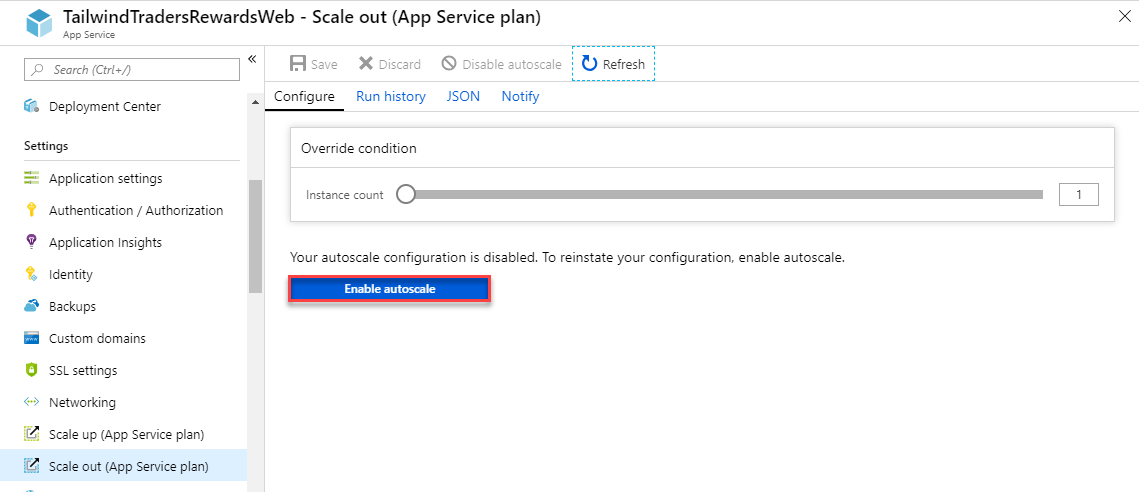 TailwindTradersRewardsWeb - Scale out (App Service plan)
App Service
Search (Ctrl+/)
«
Save
Discard
Disable autoscale
Refresh
Deployment Center
Configure
Run history
JSON
Notify
Settings
Override condition
Application settings
Instance count
1
Authentication / Authorization
Application Insights
Your autoscale configuration is disabled. To reinstate your configuration, enable autoscale.
Identity
Enable autoscale
Backups
Custom domains
SSL settings
Networking
Scale up (App Service plan)
Scale out (App Service plan)